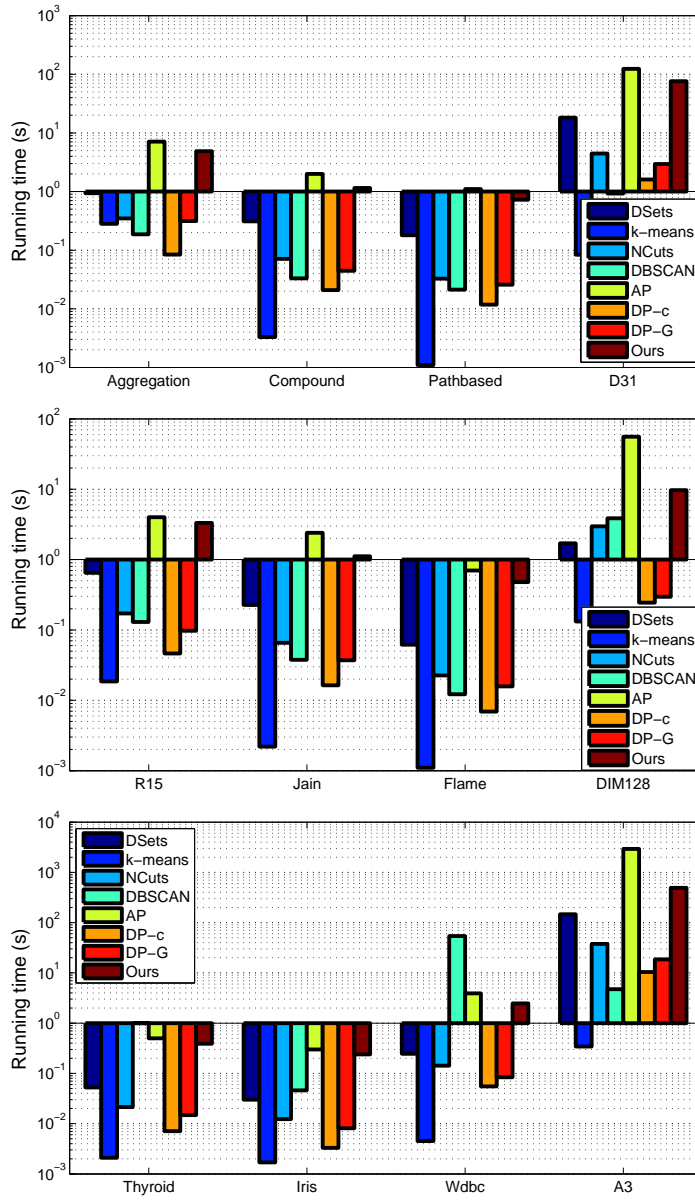 10^3
10^2
10^1
10^0
10^-1
10^-2
10^-3
Running time (s)
Aggregation
Compound
Pathbased
D31
DSets
k-means
NCuts
DBSCAN
AP
DP-c
DP-G
Ours
10^2
10^1
10^0
10^-1
10^-2
10^-3
Running time (s)
R15
Jain
Flame
DIM128
DSets
k-means
NCuts
DBSCAN
AP
DP-c
DP-G
Ours
10^4
10^3
10^2
10^1
10^0
10^-1
10^-2
10^-3
Running time (s)
DSets
k-means
NCuts
DBSCAN
AP
DP-c
DP-G
Ours
Thyroid
Iris
Wdbc
A3